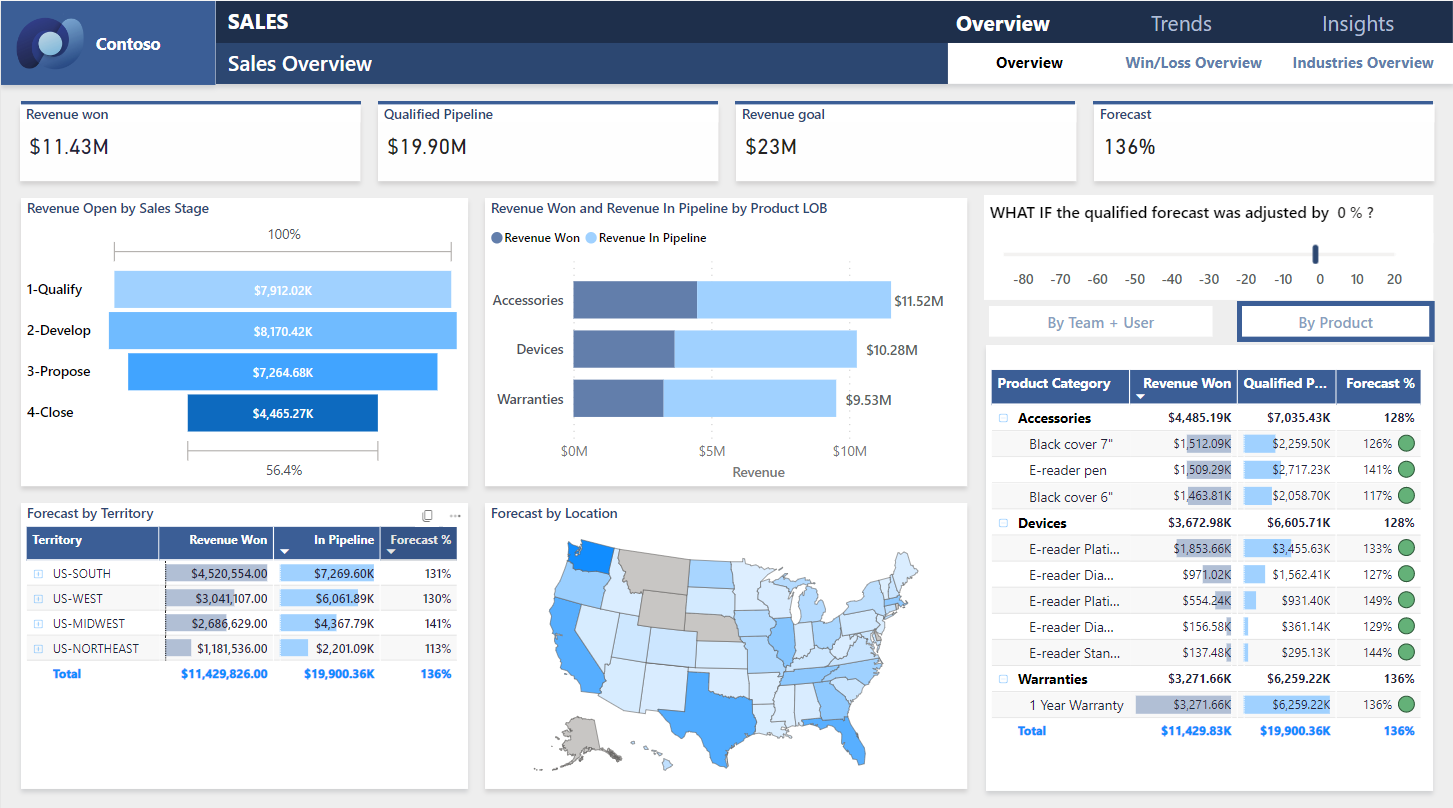 Contoso
SALES
Sales Overview
Overview Trends Insights
Overview Win/Loss Overview Industries Overview
Revenue won
$11.43M
Qualified Pipeline
$19.90M
Revenue goal
$23M
Forecast
136%
Revenue Open by Sales Stage
100%
1-Qualify $7,912.02K
2-Develop $8,170.42K
3-Propose $7,264.68K
4-Close $4,465.27K
56.4%
Revenue Won and Revenue In Pipeline by Product LOB
Revenue Won Revenue In Pipeline
Accessories $11.52M
Devices $10.28M
Warranties $9.53M
$0M $5M $10M
Revenue
WHAT IF the qualified forecast was adjusted by 0 % ?
-80 -70 -60 -50 -40 -30 -20 -10 0 10 20
By Team + User By Product
Product Category Revenue Won Qualified P... Forecast %
Accessories $4,485.19K $7,035.43K 128%
Black cover 7" $1,512.09K $2,259.50K 126%
E-reader pen $1,509.29K $2,717.23K 141%
Black cover 6" $1,463.81K $2,058.70K 117%
Devices $3,672.98K $6,605.71K 128%
E-reader Plati... $1,853.66K $3,455.63K 133%
E-reader Dia... $971.02K $1,562.41K 127%
E-reader Plati... $554.24K $931.40K 149%
E-reader Dia... $156.58K $361.14K 129%
E-reader Stan... $137.48K $295.13K 144%
Warranties $3,271.66K $6,259.22K 136%
1 Year Warranty $3,271.66K $6,259.22K 136%
Total $11,429.83K $19,900.36K 136%
Forecast by Territory
Territory Revenue Won In Pipeline Forecast %
US-SOUTH $4,520,554.00 $7,269.60K 131%
US-WEST $3,041,107.00 $6,061.89K 130%
US-MIDWEST $2,686,629.00 $4,367.79K 141%
US-NORTHEAST $1,181,536.00 $2,201.09K 113%
Total $11,429,826.00 $19,900.36K 136%
Forecast by Location